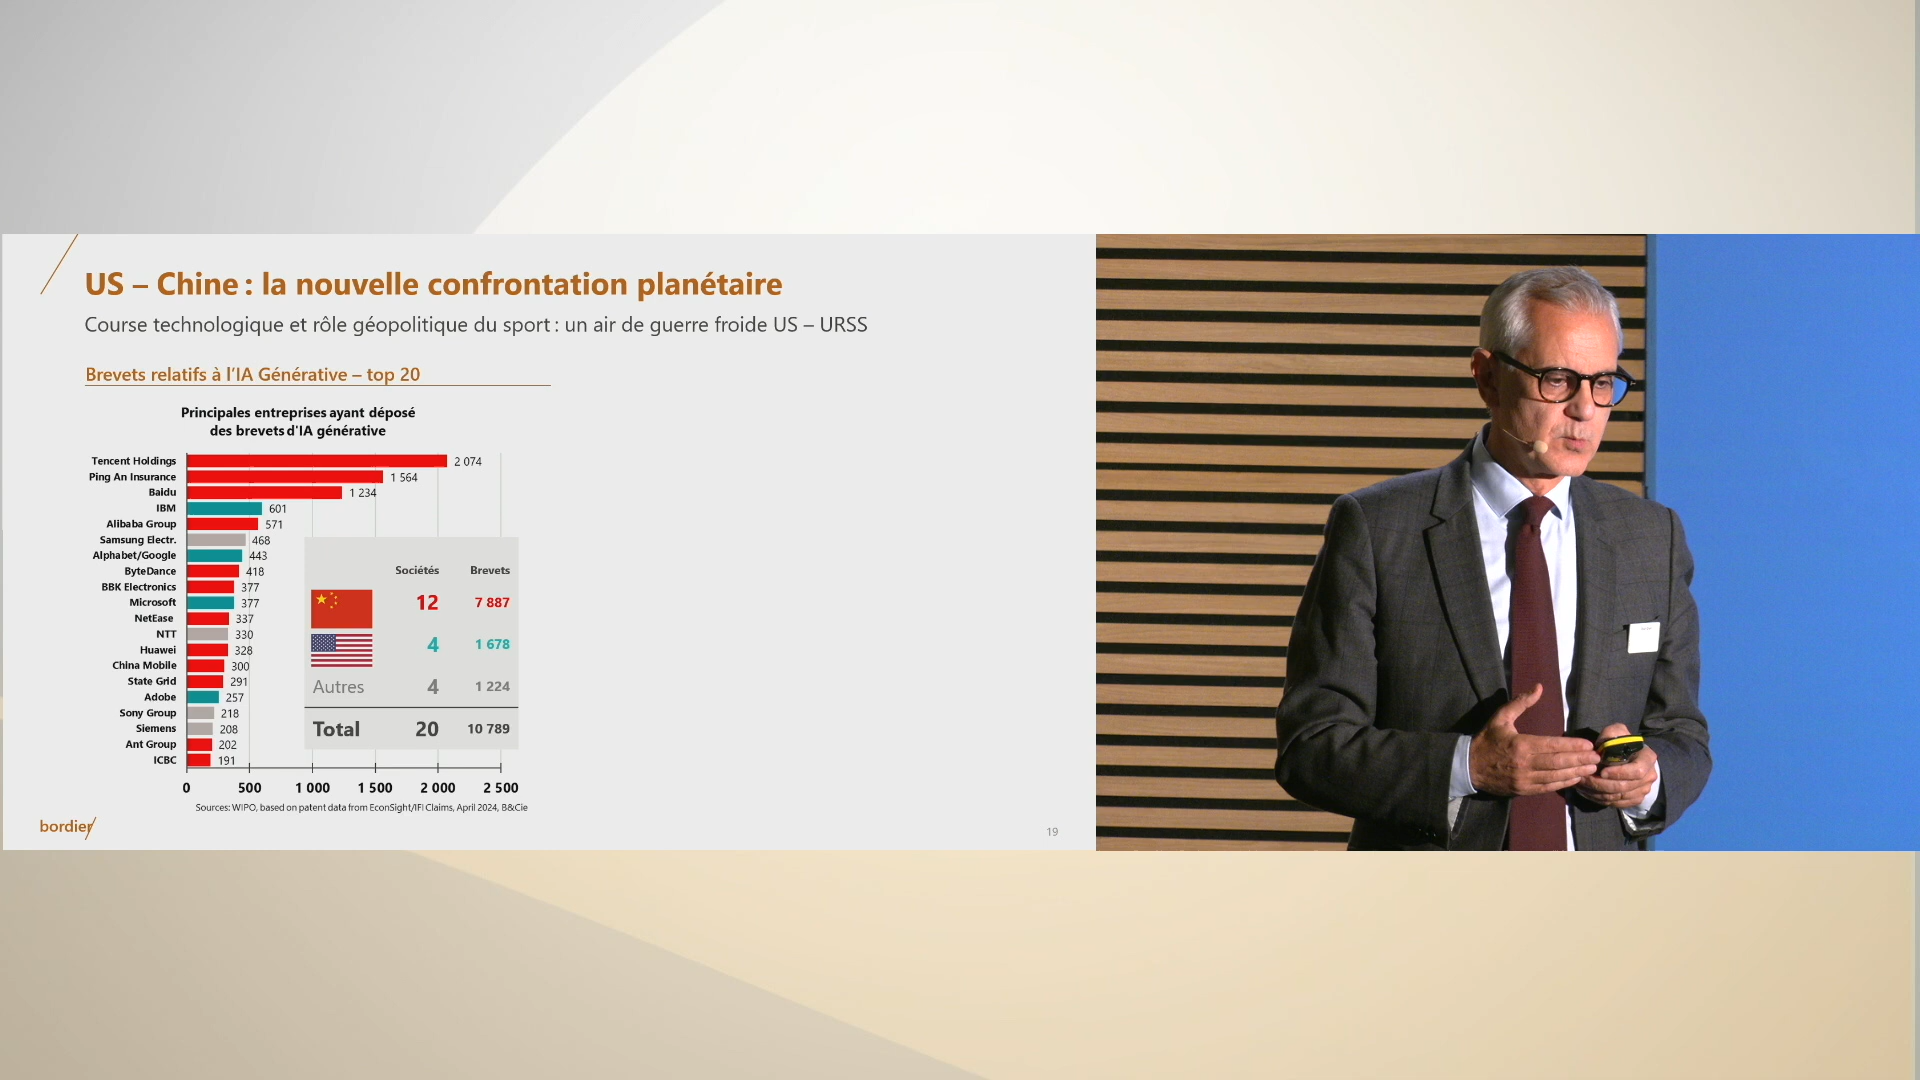 US – Chine : la nouvelle confrontation planétaire
Course technologique et rôle géopolitique du sport : un air de guerre froide US – URSS
Brevets relatifs à l'IA Générative – top 20
Principales entreprises ayant déposé
des brevets d'IA générative
Tencent Holdings 2 074
Ping An Insurance 1 564
Baidu 1 234
IBM 601
Alibaba Group 571
Samsung Electr. 468
Alphabet/Google 443
ByteDance 418
BBK Electronics 377
Microsoft 377
NetEase 337
NTT 330
Huawei 328
China Mobile 300
State Grid 291
Adobe 257
Sony Group 218
Siemens 208
Ant Group 202
ICBC 191
0 500 1 000 1 500 2 000 2 500
Sociétés Brevets
12 7 887
4 1 678
Autres 4 1 224
Total 20 10 789
Sources: WIPO, based on patent data from EconSight/IFI Claims, April 2024, B&Cie
bordier
19